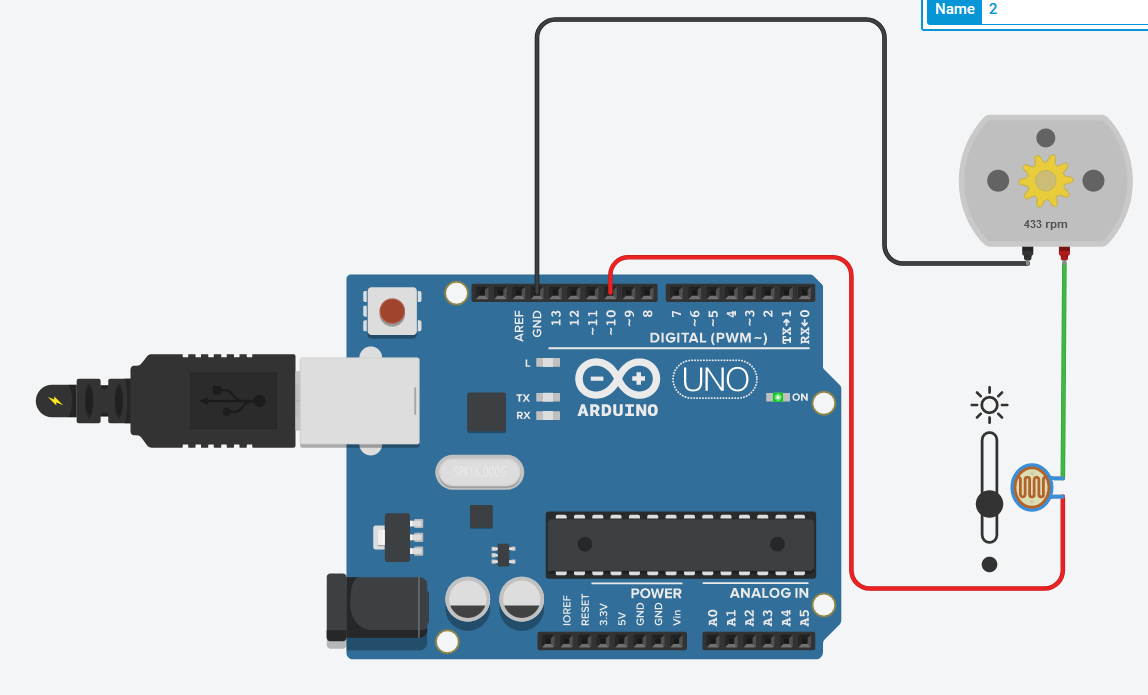 Name 2
433 rpm
AREF
GND
13
12
~11
~10
~9
8
7
~6
~5
4
~3
2
TX→1
RX←0
DIGITAL (PWM~)
L
TX
RX
ARDUINO
UNO
ON
SPK16.000G
POWER
ANALOG IN
IOREF
RESET
3.3V
5V
GND
GND
Vin
A0
A1
A2
A3
A4
A5